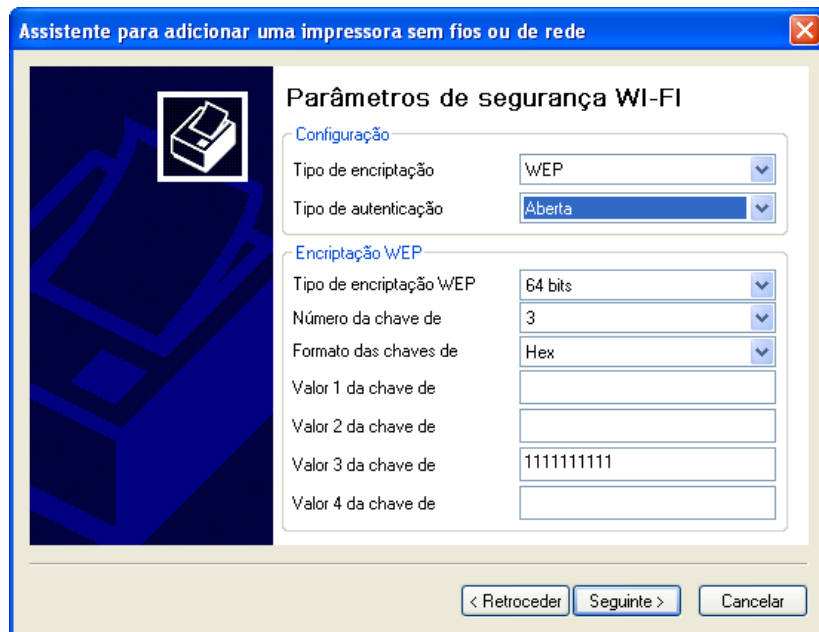 Assistente para adicionar uma impressora sem fios ou de rede
Parâmetros de segurança WI-FI
Configuração
Tipo de encriptação WEP
Tipo de autenticação Aberta
Encriptação WEP
Tipo de encriptação WEP 64 bits
Número da chave de 3
Formato das chaves de Hex
Valor 1 da chave de
Valor 2 da chave de
Valor 3 da chave de 1111111111
Valor 4 da chave de
< Retroceder Seguinte > Cancelar